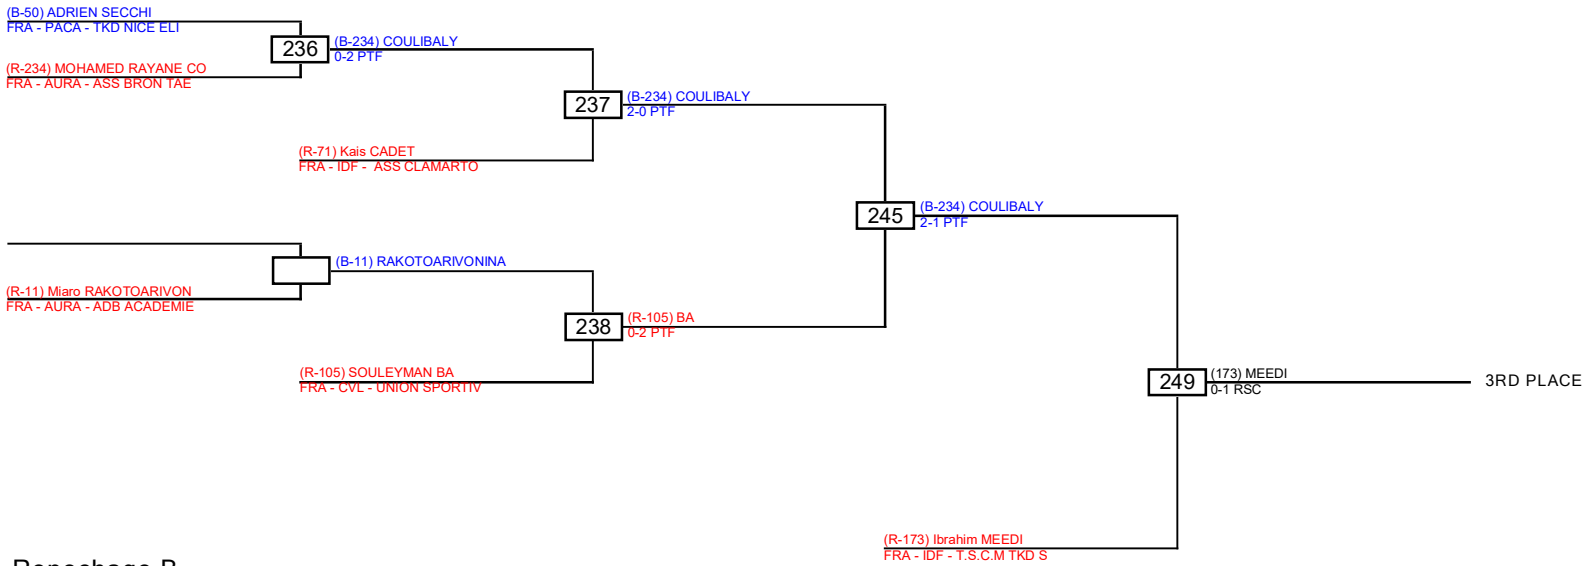 (B-50) ADRIEN SECCHI
FRA - PACA - TKD NICE ELI
236
(B-234) COULIBALY
0-2 PTF
(R-234) MOHAMED RAYANE CO
FRA - AURA - ASS BRON TAE
237
(B-234) COULIBALY
2-0 PTF
(R-71) Kais CADET
FRA - IDF - ASS CLAMARTO
245
(B-234) COULIBALY
2-1 PTF
(B-11) RAKOTOARIVONINA
(R-11) Miaro RAKOTOARIVON
FRA - AURA - ADB ACADEMIE
238
(R-105) BA
0-2 PTF
(R-105) SOULEYMAN BA
FRA - CVL - UNION SPORTIV
249
(173) MEEDI
0-1 RSC
3RD PLACE
(R-173) Ibrahim MEEDI
FRA - IDF - T.S.C.M TKD S
Repechage B